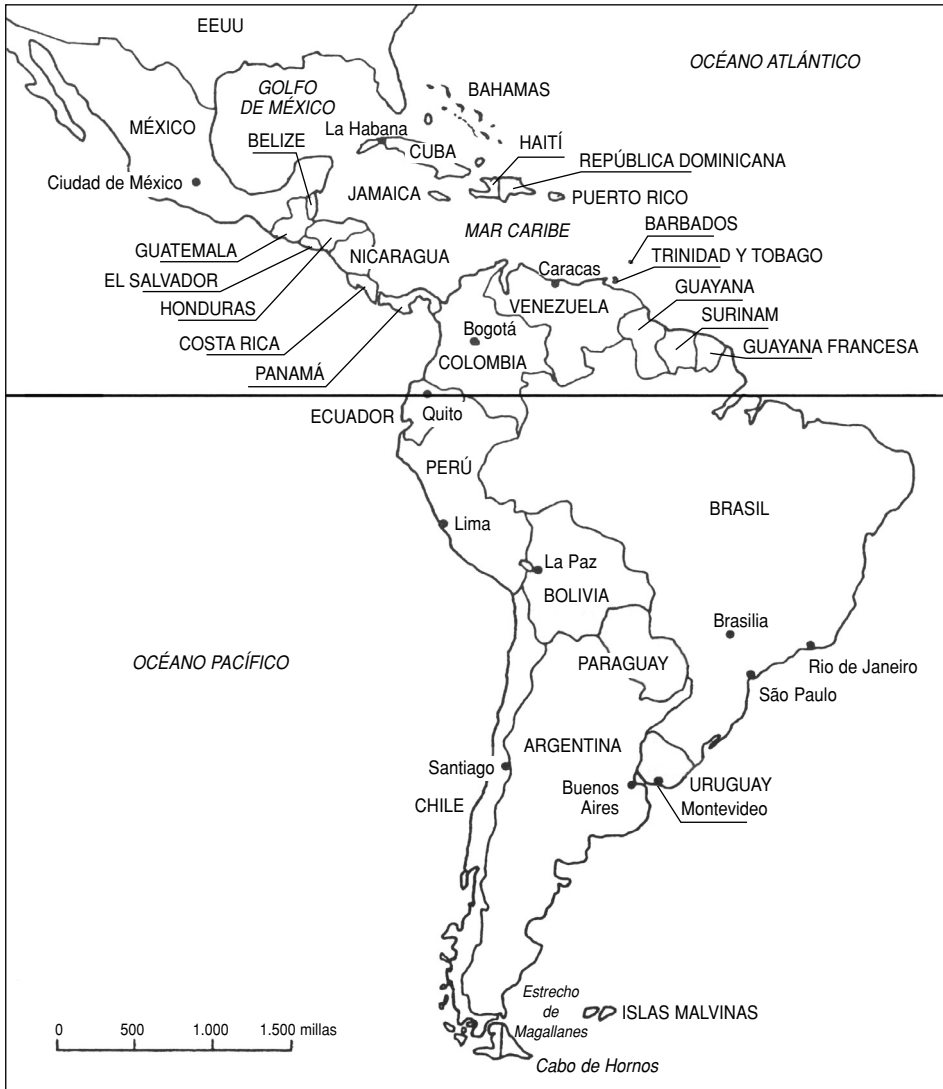 EEUU
OCÉANO ATLÁNTICO
GOLFO
DE MÉXICO
BAHAMAS
MÉXICO
La Habana
BELIZE
CUBA
HAITÍ
REPÚBLICA DOMINICANA
Ciudad de México
JAMAICA
PUERTO RICO
MAR CARIBE
BARBADOS
GUATEMALA
NICARAGUA
TRINIDAD Y TOBAGO
EL SALVADOR
Caracas
GUAYANA
HONDURAS
VENEZUELA
SURINAM
COSTA RICA
Bogotá
GUAYANA FRANCESA
PANAMÁ
COLOMBIA
ECUADOR
Quito
PERÚ
BRASIL
Lima
La Paz
BOLIVIA
Brasilia
OCÉANO PACÍFICO
PARAGUAY
Rio de Janeiro
São Paulo
ARGENTINA
Santiago
Buenos
Aires
URUGUAY
CHILE
Montevideo
Estrecho
de
Magallanes
ISLAS MALVINAS
0 500 1.000 1.500 millas
Cabo de Hornos